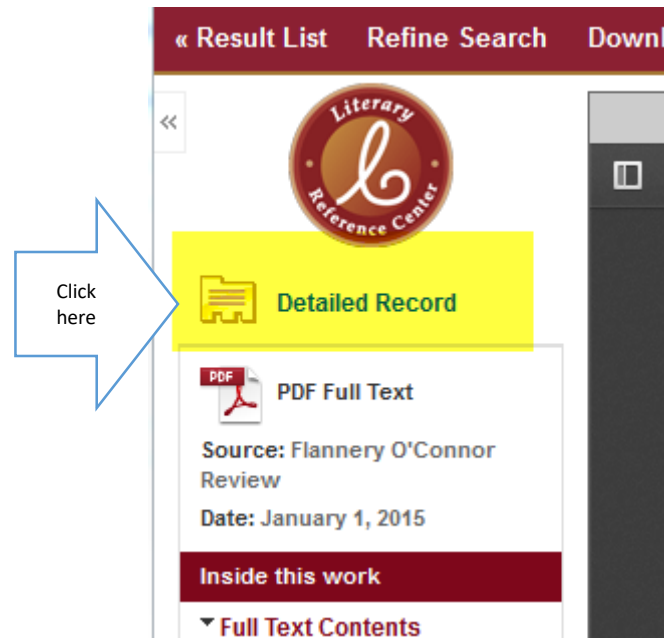 « Result List Refine Search Downl
«
Literary
Reference Center
Click
here
Detailed Record
PDF
PDF Full Text
Source: Flannery O'Connor
Review
Date: January 1, 2015
Inside this work
Full Text Contents